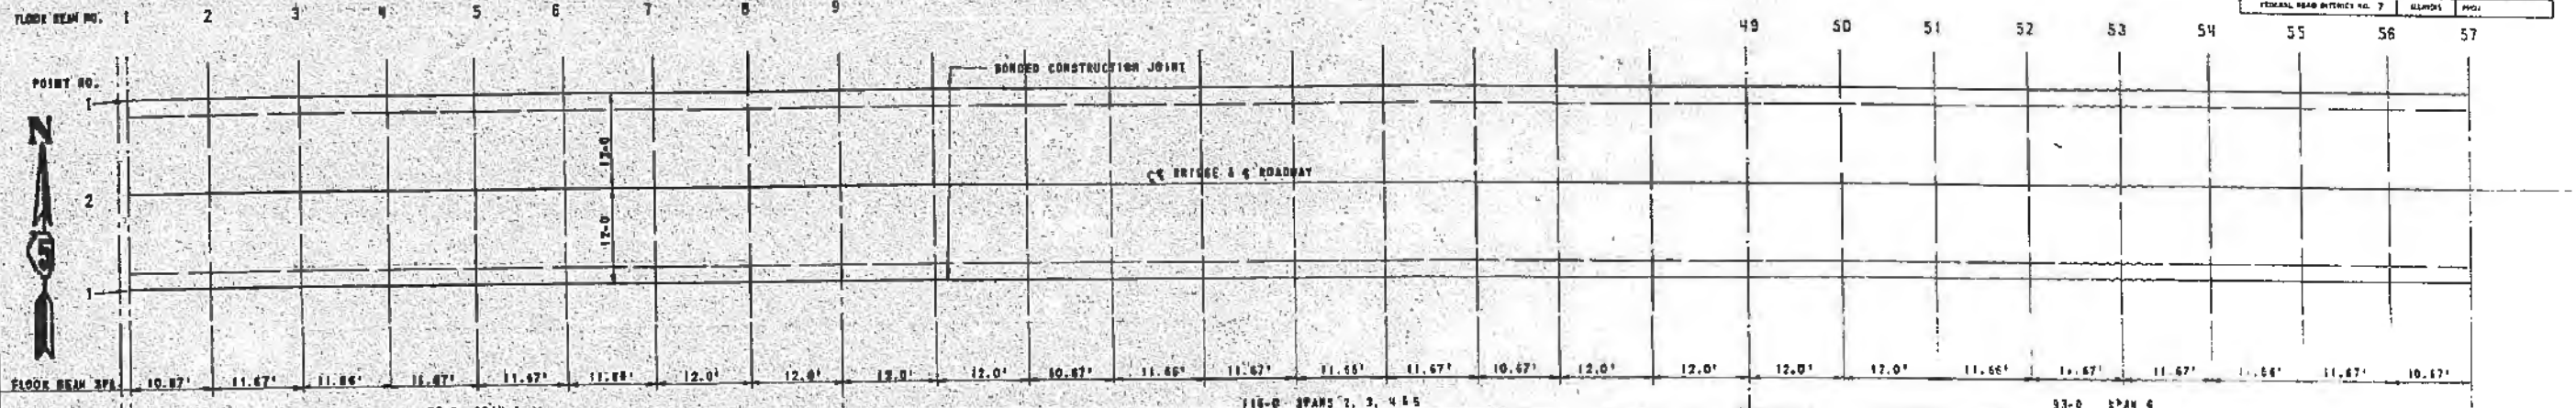 FEDERAL ROAD DISTRICT NO. 7 ILLINOIS PROJ
FLOOR BEAM NO. 1 2 3 4 5 6 7 8 9 49 50 51 52 53 54 55 56 57
POINT NO.
1
BONDED CONSTRUCTION JOINT
N
12-0
℄ BRIDGE & ℄ ROADWAY
2
12-0
5
1
FLOOR BEAM SPA. 10.67' 11.67' 11.66' 11.67' 11.67' 11.66' 12.0' 12.0' 12.0' 12.0' 10.67' 11.66' 11.67' 11.66' 11.67' 10.67' 12.0' 12.0' 12.0' 12.0' 11.66' 11.67' 11.67' 11.66' 11.67' 10.67'
116-0 SPANS 2, 3, 4 & 5 93-0 SPAN 6